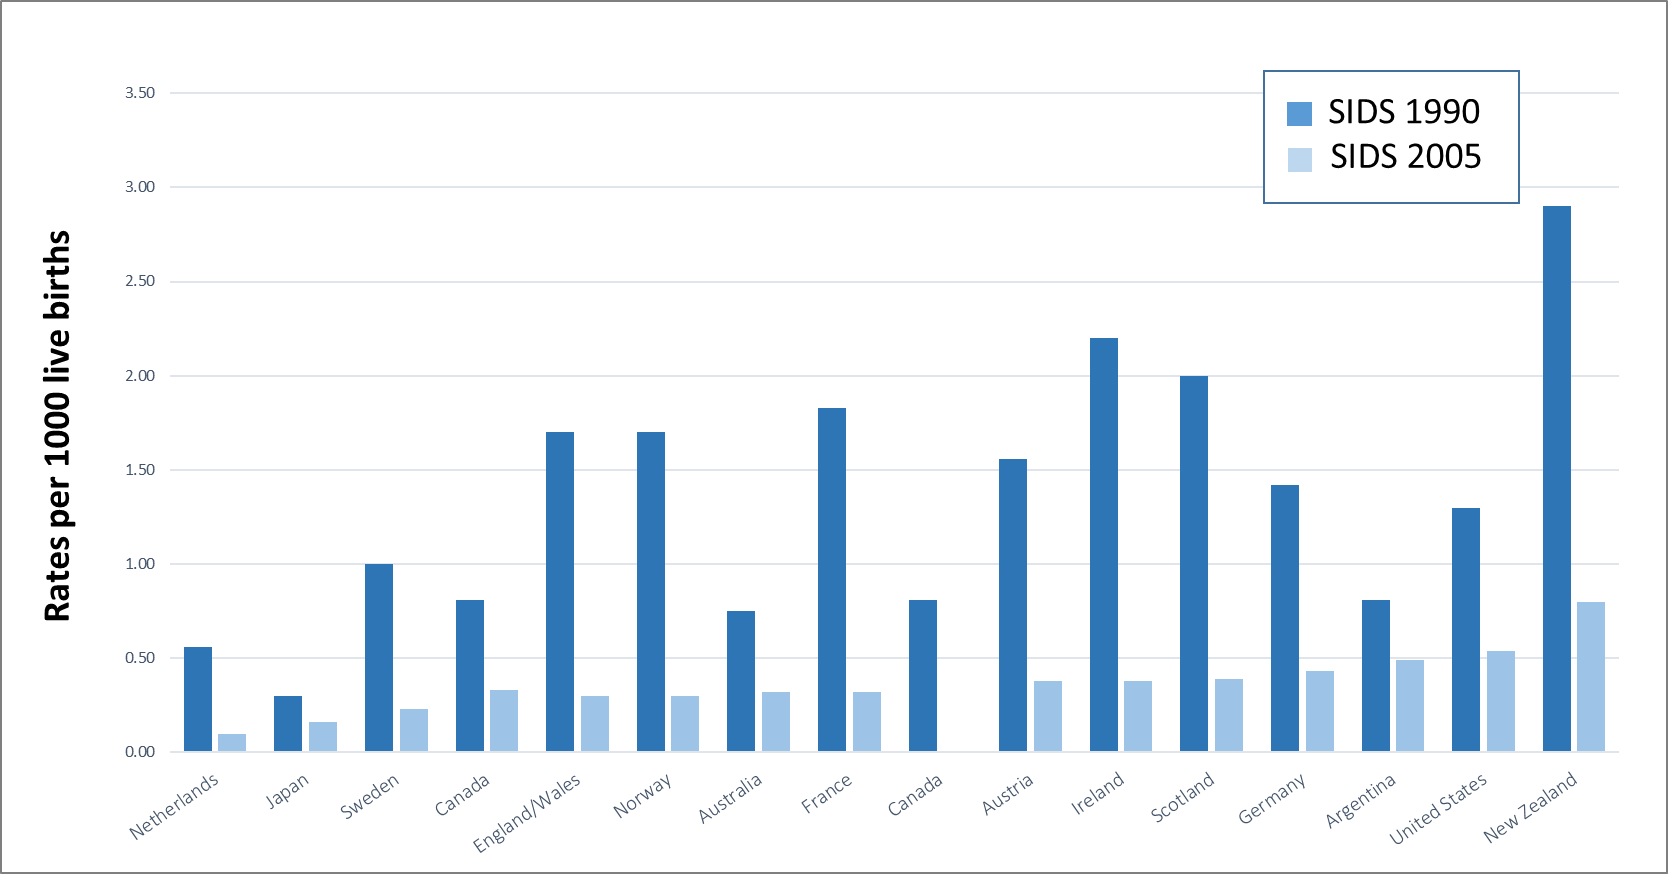 SIDS 1990
SIDS 2005
Rates per 1000 live births
3.50
3.00
2.50
2.00
1.50
1.00
0.50
0.00
Netherlands
Japan
Sweden
Canada
England/Wales
Norway
Australia
France
Canada
Austria
Ireland
Scotland
Germany
Argentina
United States
New Zealand